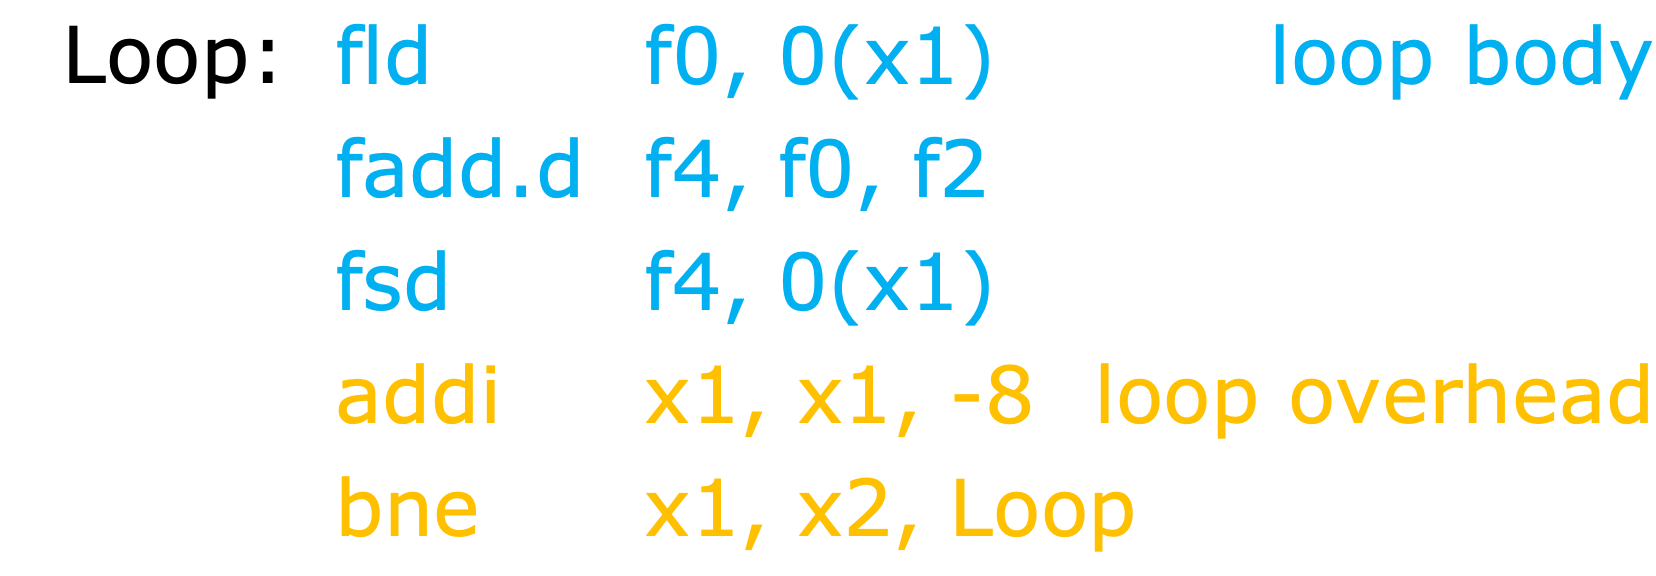 Loop: fld f0, 0(x1) loop body
fadd.d f4, f0, f2
fsd f4, 0(x1)
addi x1, x1, -8 loop overhead
bne x1, x2, Loop